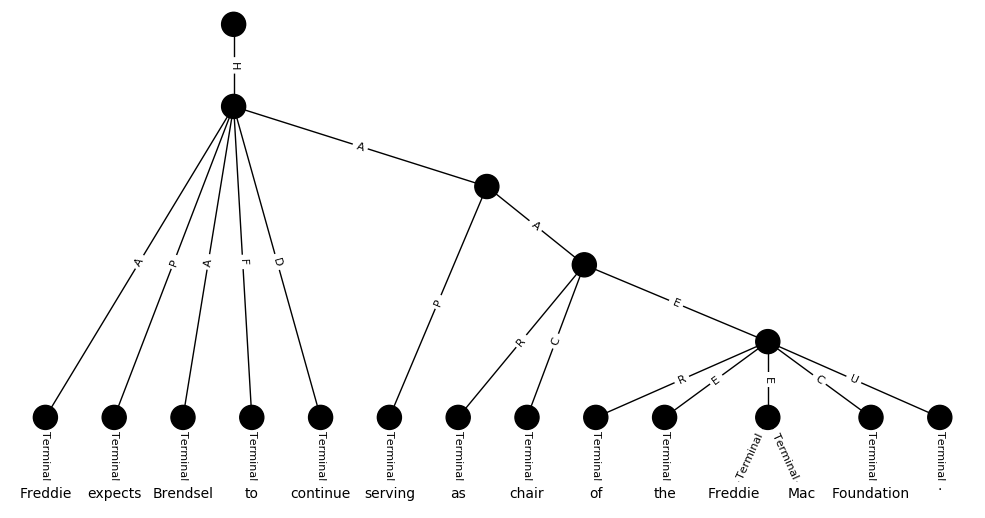 H
A
A
A P A F D
P
E
R C
R E E C U
Terminal Terminal Terminal Terminal Terminal Terminal Terminal Terminal Terminal Terminal Terminal Terminal Terminal Terminal
Freddie expects Brendsel to continue serving as chair of the Freddie Mac Foundation .